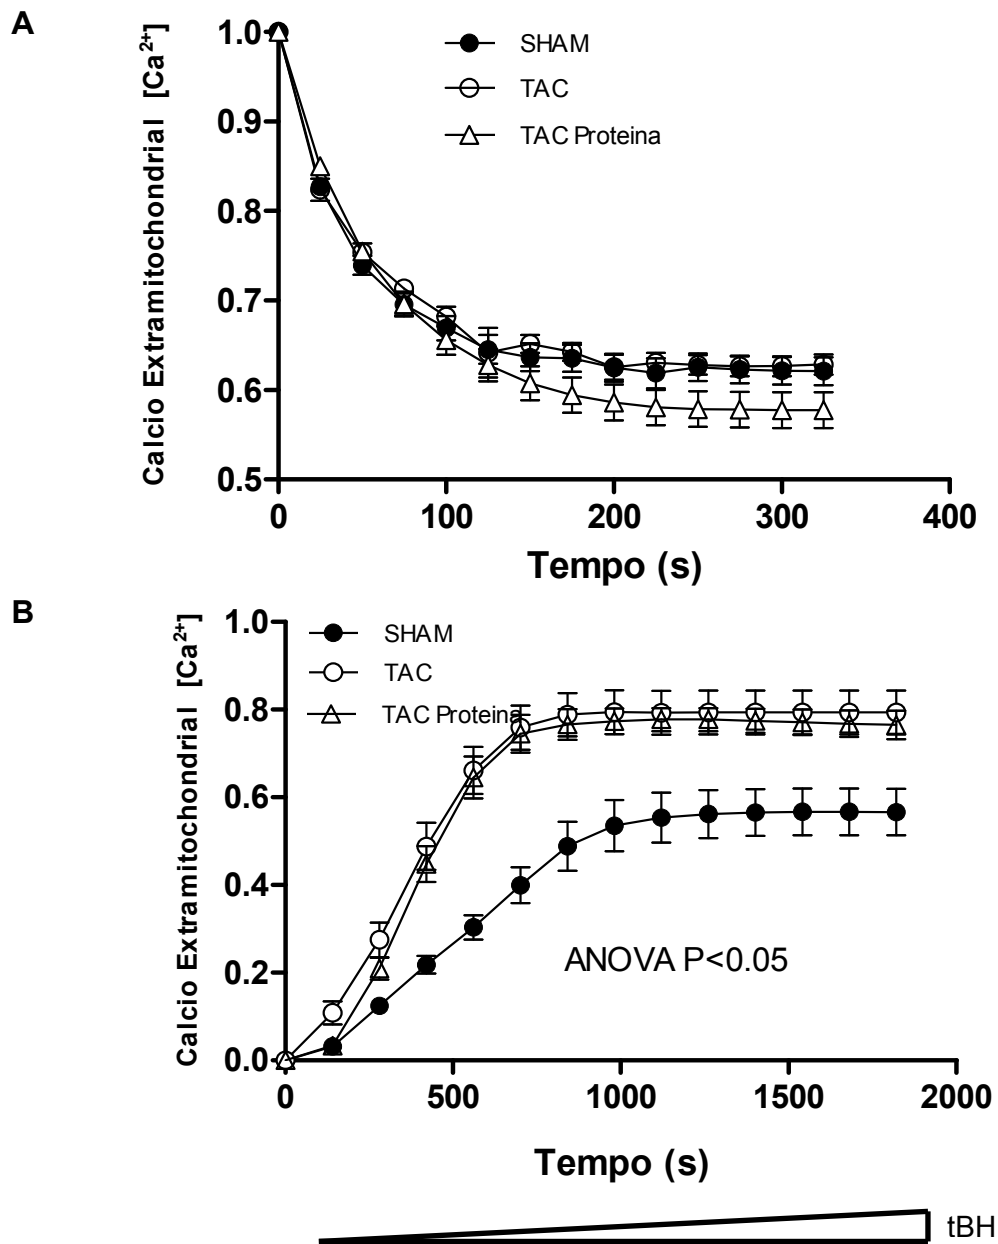 A
Calcio Extramitochondrial [Ca²⁺]
1.0
0.9
0.8
0.7
0.6
0.5
SHAM
TAC
TAC Proteina
0 100 200 300 400
Tempo (s)
B
Calcio Extramitochondrial [Ca²⁺]
1.0
0.8
0.6
0.4
0.2
0.0
SHAM
TAC
TAC Proteina
ANOVA P<0.05
0 500 1000 1500 2000
Tempo (s)
tBH